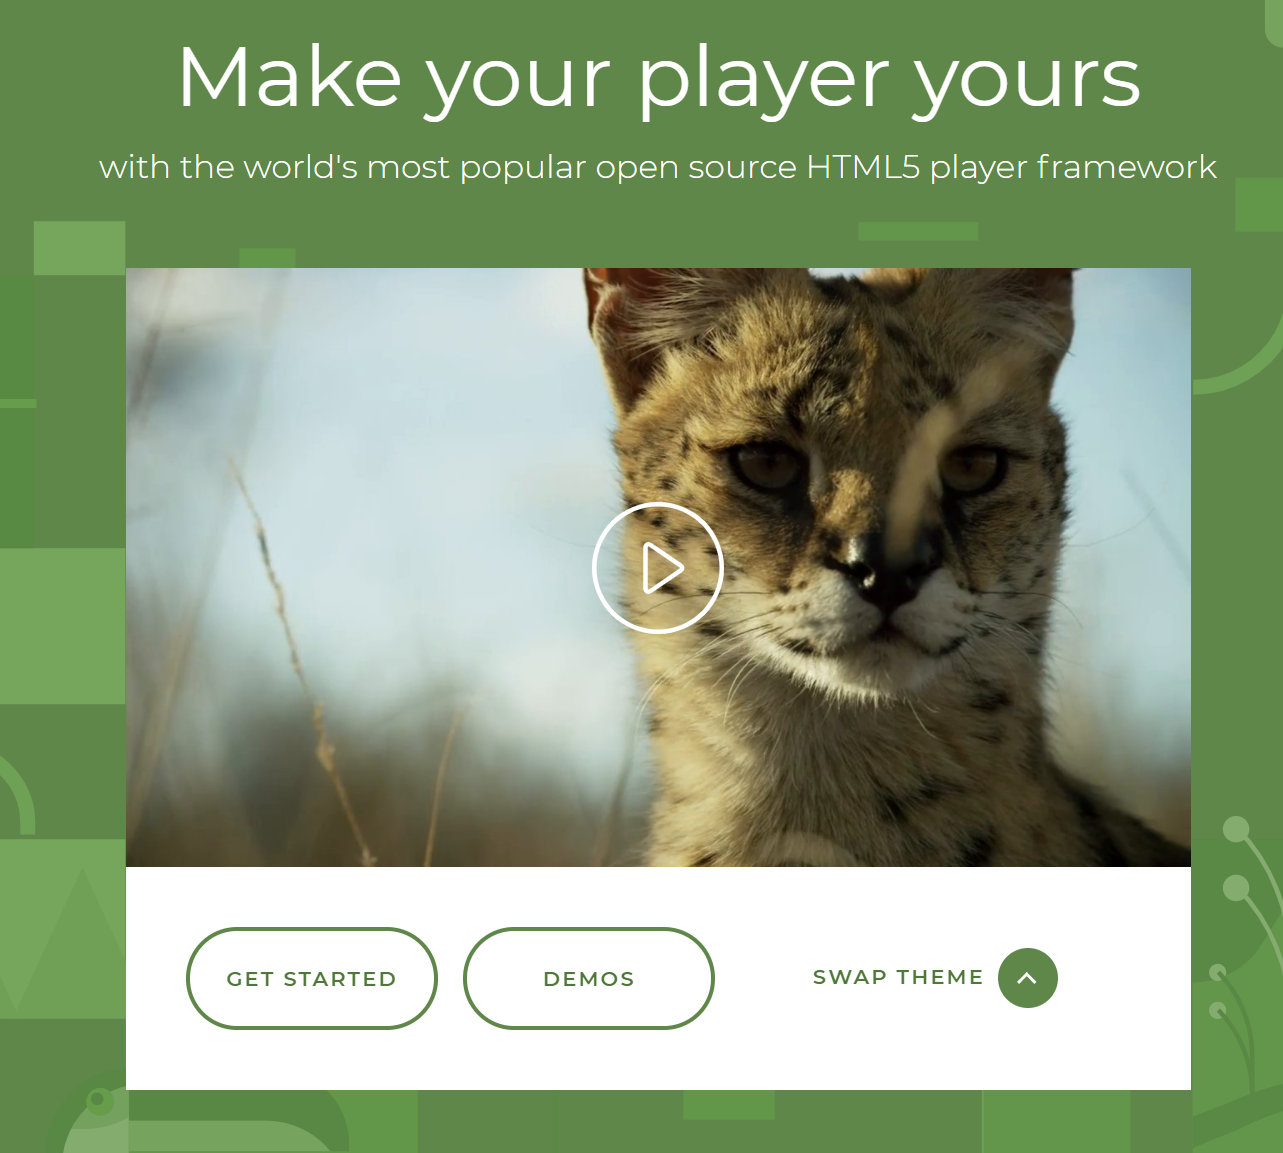 Make your player yours
with the world's most popular open source HTML5 player framework
GET STARTED
DEMOS
SWAP THEME